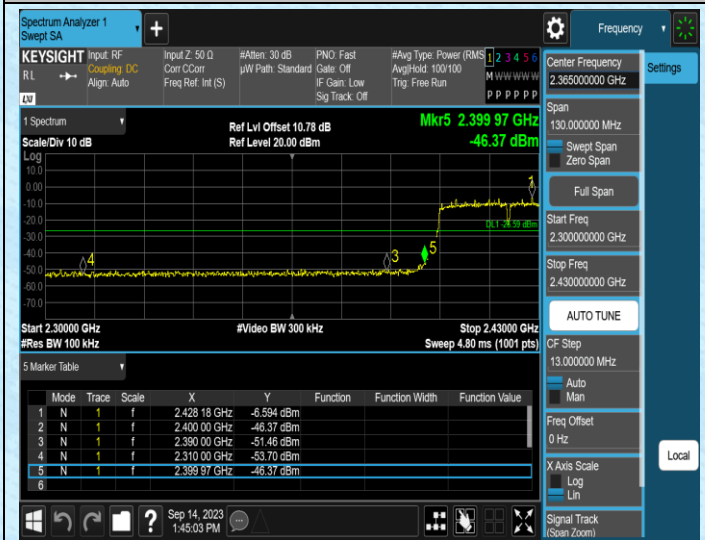 Spectrum Analyzer 1
Swept SA
+
Frequency
KEYSIGHT
RL
LXI
Input: RF
Coupling: DC
Align: Auto
Input Z: 50 Ω
Corr CCorr
Freq Ref: Int (S)
#Atten: 30 dB
µW Path: Standard
PNO: Fast
Gate: Off
IF Gain: Low
Sig Track: Off
#Avg Type: Power (RMS
Avg|Hold: 100/100
Trig: Free Run
1 2 3 4 5 6
M W W W W W
P P P P P P
Center Frequency
2.365000000 GHz
Settings
Span
130.000000 MHz
Swept Span
Zero Span
Full Span
Start Freq
2.300000000 GHz
Stop Freq
2.430000000 GHz
AUTO TUNE
CF Step
13.000000 MHz
Auto
Man
Freq Offset
0 Hz
X Axis Scale
Log
Lin
Signal Track
(Span Zoom)
Local
1 Spectrum
Scale/Div 10 dB
Ref Lvl Offset 10.78 dB
Ref Level 20.00 dBm
Mkr5 2.399 97 GHz
-46.37 dBm
Log
10.0
0.00
-10.0
-20.0
-30.0
-40.0
-50.0
-60.0
-70.0
1
DL1 -26.59 dBm
4
3
5
Start 2.30000 GHz
#Video BW 300 kHz
Stop 2.43000 GHz
#Res BW 100 kHz
Sweep 4.80 ms (1001 pts)
5 Marker Table
Mode Trace Scale X Y Function Function Width Function Value
1 N 1 f 2.428 18 GHz -6.594 dBm
2 N 1 f 2.400 00 GHz -46.37 dBm
3 N 1 f 2.390 00 GHz -51.46 dBm
4 N 1 f 2.310 00 GHz -53.70 dBm
5 N 1 f 2.399 97 GHz -46.37 dBm
6
?
Sep 14, 2023
1:45:03 PM